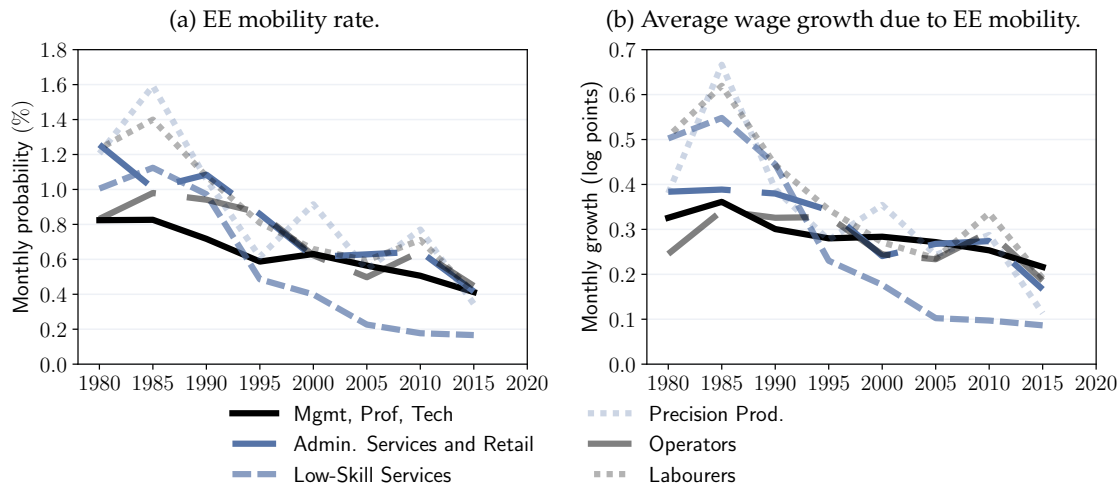 (a) EE mobility rate.
(b) Average wage growth due to EE mobility.
Monthly probability (%)
1.8
1.6
1.4
1.2
1.0
0.8
0.6
0.4
0.2
0.0
1980 1985 1990 1995 2000 2005 2010 2015 2020
Monthly growth (log points)
0.7
0.6
0.5
0.4
0.3
0.2
0.1
0.0
1980 1985 1990 1995 2000 2005 2010 2015 2020
Mgmt, Prof, Tech
Admin. Services and Retail
Low-Skill Services
Precision Prod.
Operators
Labourers